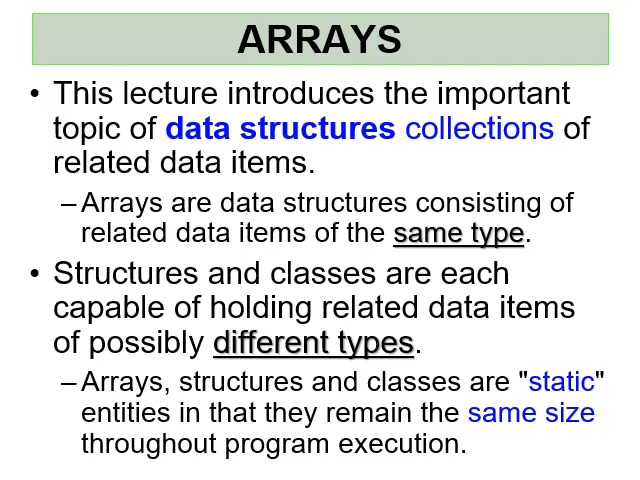 ARRAYS
• This lecture introduces the important
topic of data structures collections of
related data items.
– Arrays are data structures consisting of
related data items of the same type.
• Structures and classes are each
capable of holding related data items
of possibly different types.
– Arrays, structures and classes are "static"
entities in that they remain the same size
throughout program execution.